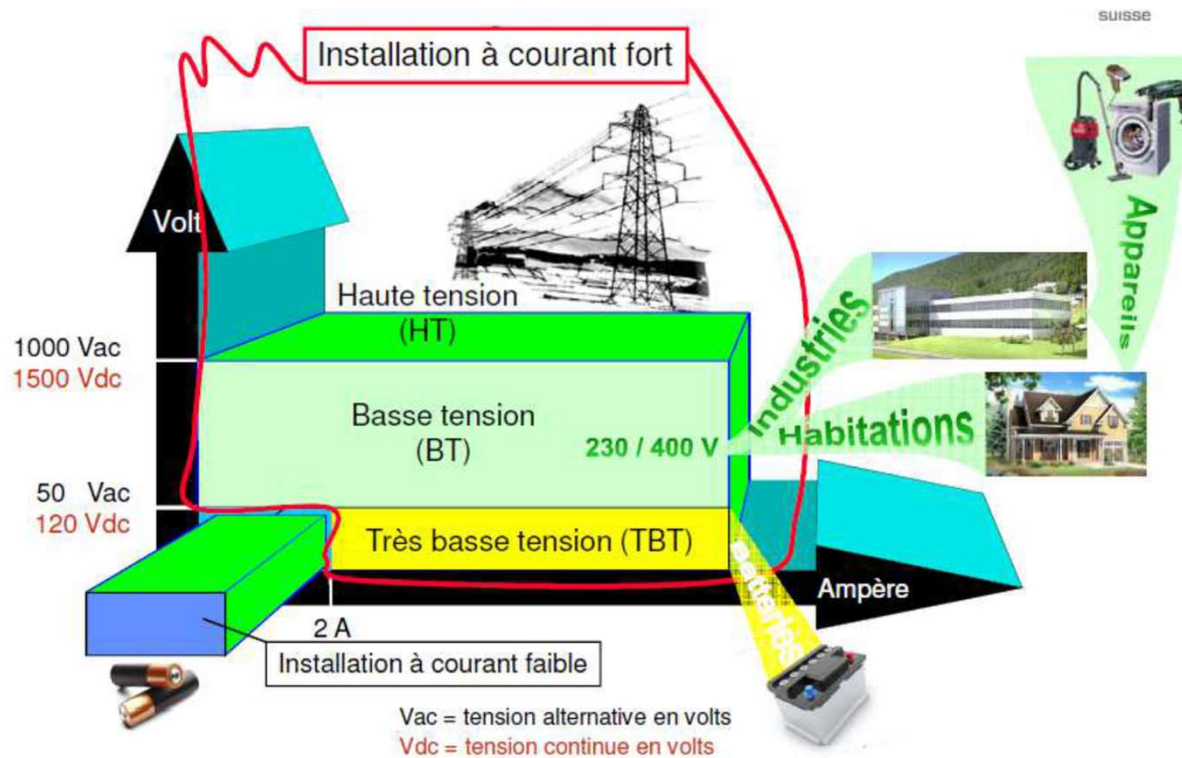 suisse
Installation à courant fort
Volt
Haute tension
(HT)
Appareils
Industries
1000 Vac
1500 Vdc
Basse tension
(BT)
230 / 400 V
Habitations
50 Vac
120 Vdc
Très basse tension (TBT)
Batteries
Ampère
2 A
Installation à courant faible
Vac = tension alternative en volts
Vdc = tension continue en volts